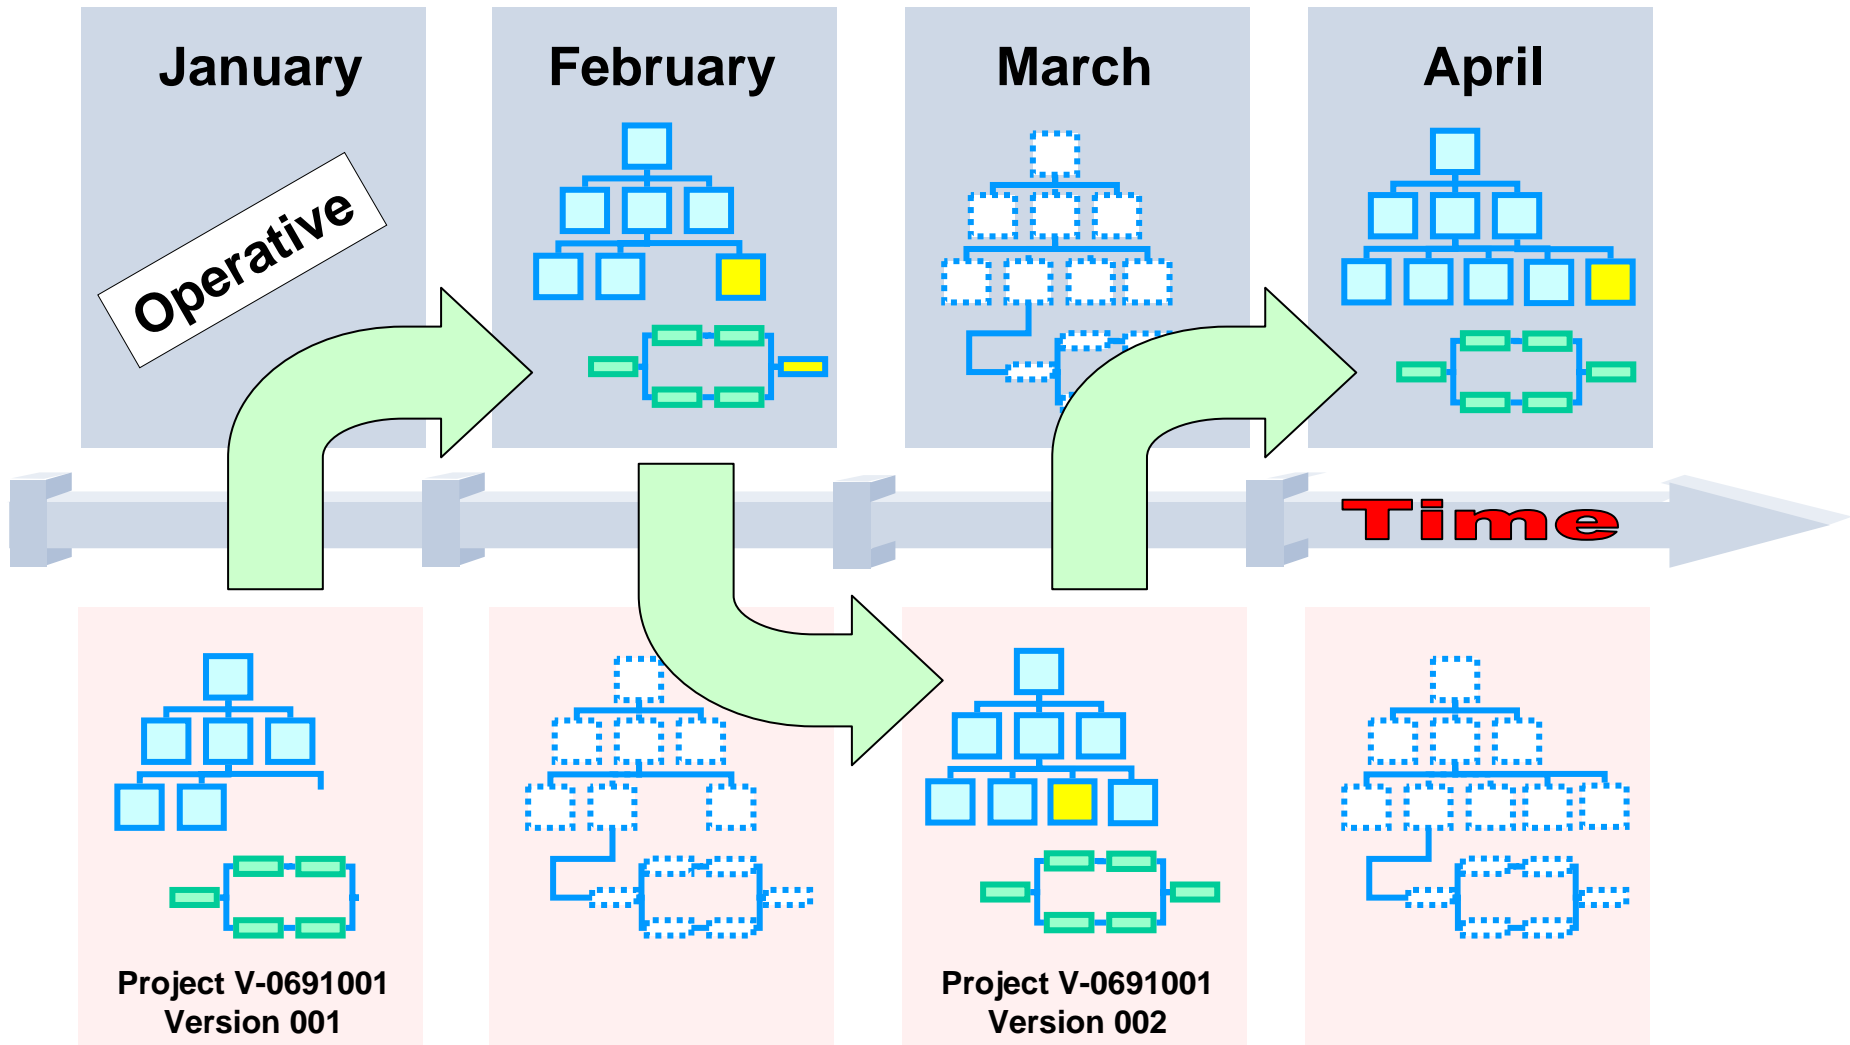 January
February
March
April
Operative
Time
Project V-0691001
Version 001
Project V-0691001
Version 002